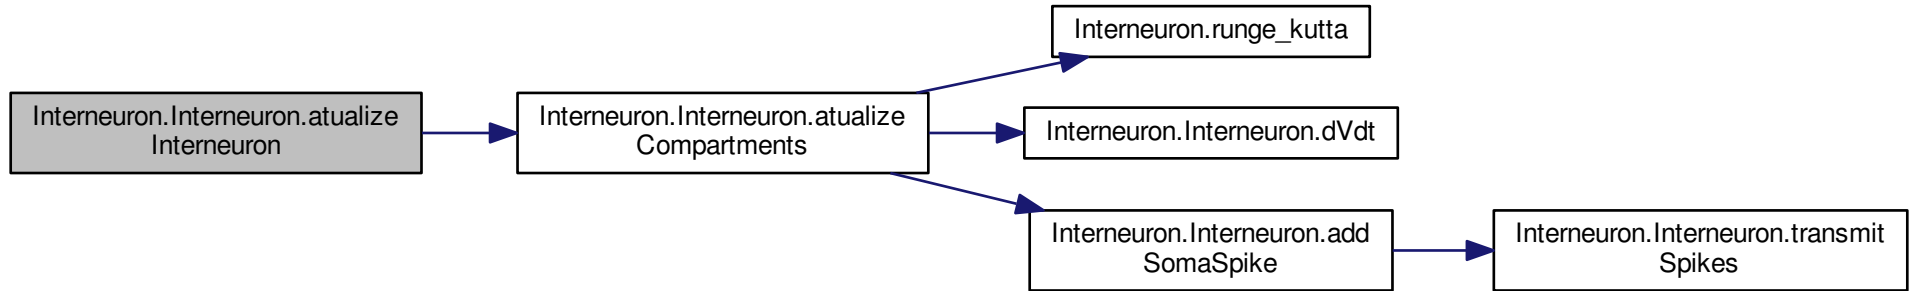 Interneuron.Interneuron.atualize
Interneuron
Interneuron.Interneuron.atualize
Compartments
Interneuron.runge_kutta
Interneuron.Interneuron.dVdt
Interneuron.Interneuron.add
SomaSpike
Interneuron.Interneuron.transmit
Spikes